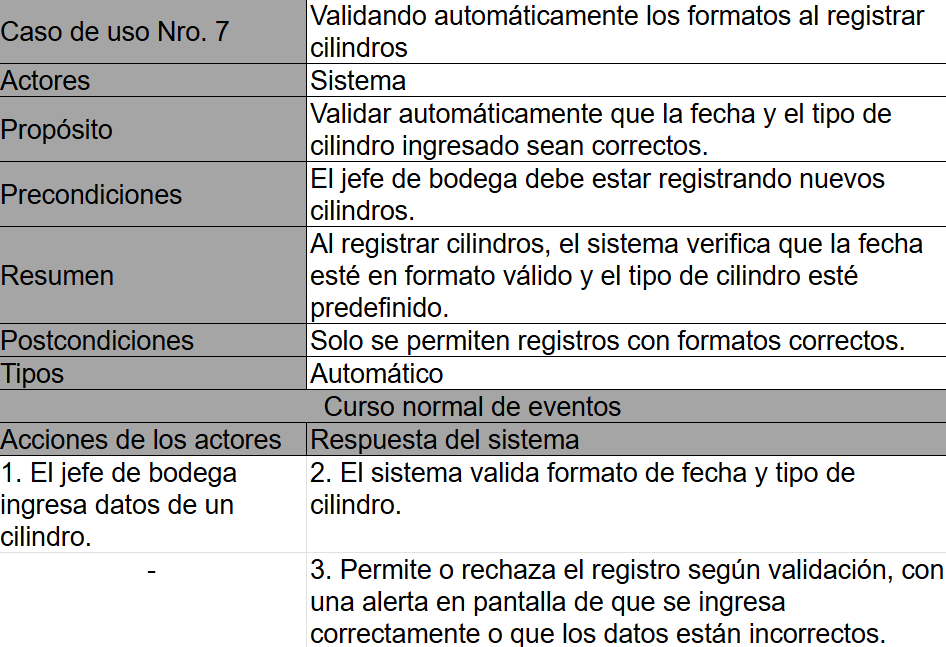 Caso de uso Nro. 7
Validando automáticamente los formatos al registrar
cilindros
Actores
Sistema
Propósito
Validar automáticamente que la fecha y el tipo de
cilindro ingresado sean correctos.
Precondiciones
El jefe de bodega debe estar registrando nuevos
cilindros.
Resumen
Al registrar cilindros, el sistema verifica que la fecha
esté en formato válido y el tipo de cilindro esté
predefinido.
Postcondiciones
Solo se permiten registros con formatos correctos.
Tipos
Automático
Curso normal de eventos
Acciones de los actores
Respuesta del sistema
1. El jefe de bodega
ingresa datos de un
cilindro.
2. El sistema valida formato de fecha y tipo de
cilindro.
-
3. Permite o rechaza el registro según validación, con
una alerta en pantalla de que se ingresa
correctamente o que los datos están incorrectos.